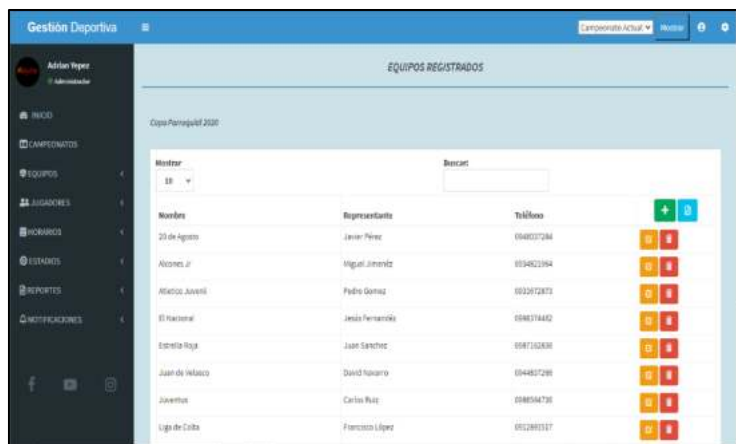 Gestión Deportiva
Campeonato Actual Mostrar
Adrian Yepez
Administrador
EQUIPOS REGISTRADOS
INICIO
CAMPEONATOS
EQUIPOS
JUGADORES
HORARIOS
ESTADIOS
REPORTES
NOTIFICACIONES
Copa Parroquial 2020
Mostrar Buscar:
10
Nombre Representante Teléfono
20 de Agosto Javier Pérez
Alcones Jr Miguel Jimenéz
Atletico Juvenil Pedro Gomez
El Nacional Jesús Fernandéz
Estrella Roja Juan Sanchez
Juan de Velasco David Navarro
Juventus Carlos Ruiz
Liga de Colta Francisco López